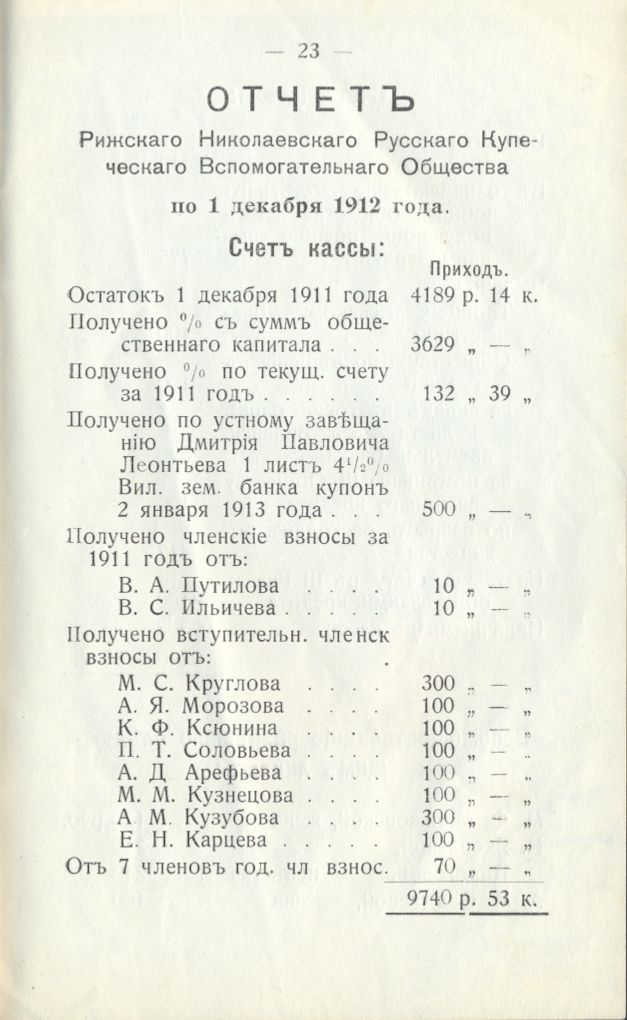 — 23 —
ОТЧЕТЪ
Рижскаго Николаевскаго Русскаго Купе-
ческаго Вспомогательнаго Общества
по 1 декабря 1912 года.
Счетъ кассы:
Приходъ.
Остатокъ 1 декабря 1911 года 4189 р. 14 к.
Получено % съ суммъ обще-
ственнаго капитала . . . 3629 „ — „
Получено % по текущ. счету
за 1911 годъ . . . . . . 132 „ 39 „
Получено по устному завѣща-
нію Дмитрія Павловича
Леонтьева 1 листъ 4¹/₂%
Вил. зем. банка купонъ
2 января 1913 года . . . 500 „ — „
Получено членскіе взносы за
1911 годъ отъ:
В. А. Путилова . . . . 10 „ — „
В. С. Ильичева . . . . 10 „ — „
Получено вступительн. членск
взносы отъ:
М. С. Круглова . . . . 300 „ — „
А. Я. Морозова . . . . 100 „ — „
К. Ф. Ксюнина . . . . 100 „ — „
П. Т. Соловьева . . . . 100 „ — „
А. Д Арефьева . . . . 100 „ — „
М. М. Кузнецова . . . . 100 „ — „
А М. Кузубова . . . . 300 „ — „
Е. Н. Карцева . . . . . 100 „ — „
Отъ 7 членовъ год. чл взнос. 70 „ — „
9740 р. 53 к.